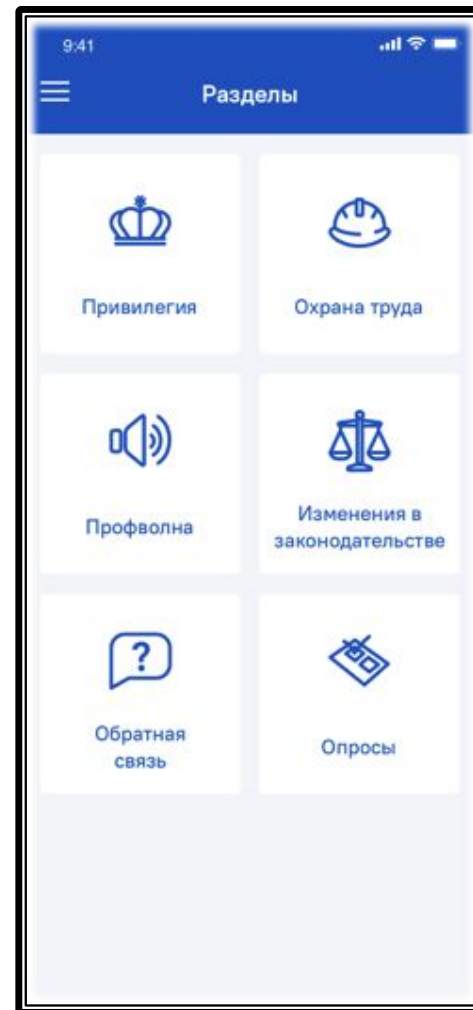 9:41
Разделы
Привилегия
Охрана труда
Профволна
Изменения в
законодательстве
?
Обратная
связь
Опросы